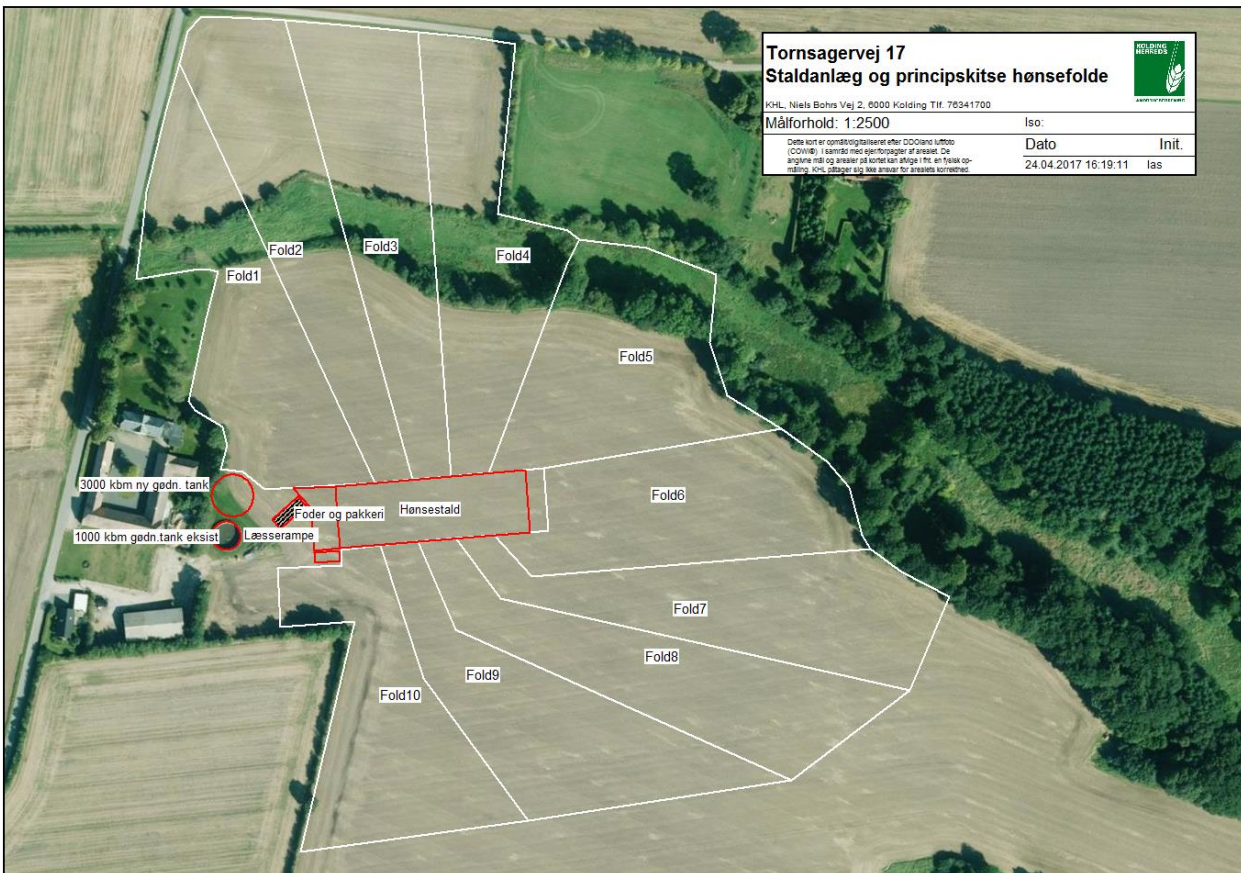 Tornsagervej 17
Staldanlæg og principskitse hønsefolde
KOLDING
HERREDS
KHL, Niels Bohrs Vej 2, 6000 Kolding Tlf. 76341700
Målforhold: 1:2500
Iso:
Dette kort er opmålt/digitaliseret efter DDOland luftfoto
(COWI®) i samråd med ejer/forpagter af arealet. De
angivne mål og arealer på kortet kan afvige i fht. en fysisk op-
måling. KHL påtager sig ikke ansvar for arealets korrekthed.
Dato
Init.
24.04.2017 16:19:11
las
Fold1
Fold2
Fold3
Fold4
Fold5
Fold6
Fold7
Fold8
Fold9
Fold10
3000 kbm ny gødn. tank
1000 kbm gødn.tank eksist
Læsserampe
Foder og pakkeri
Hønsestald